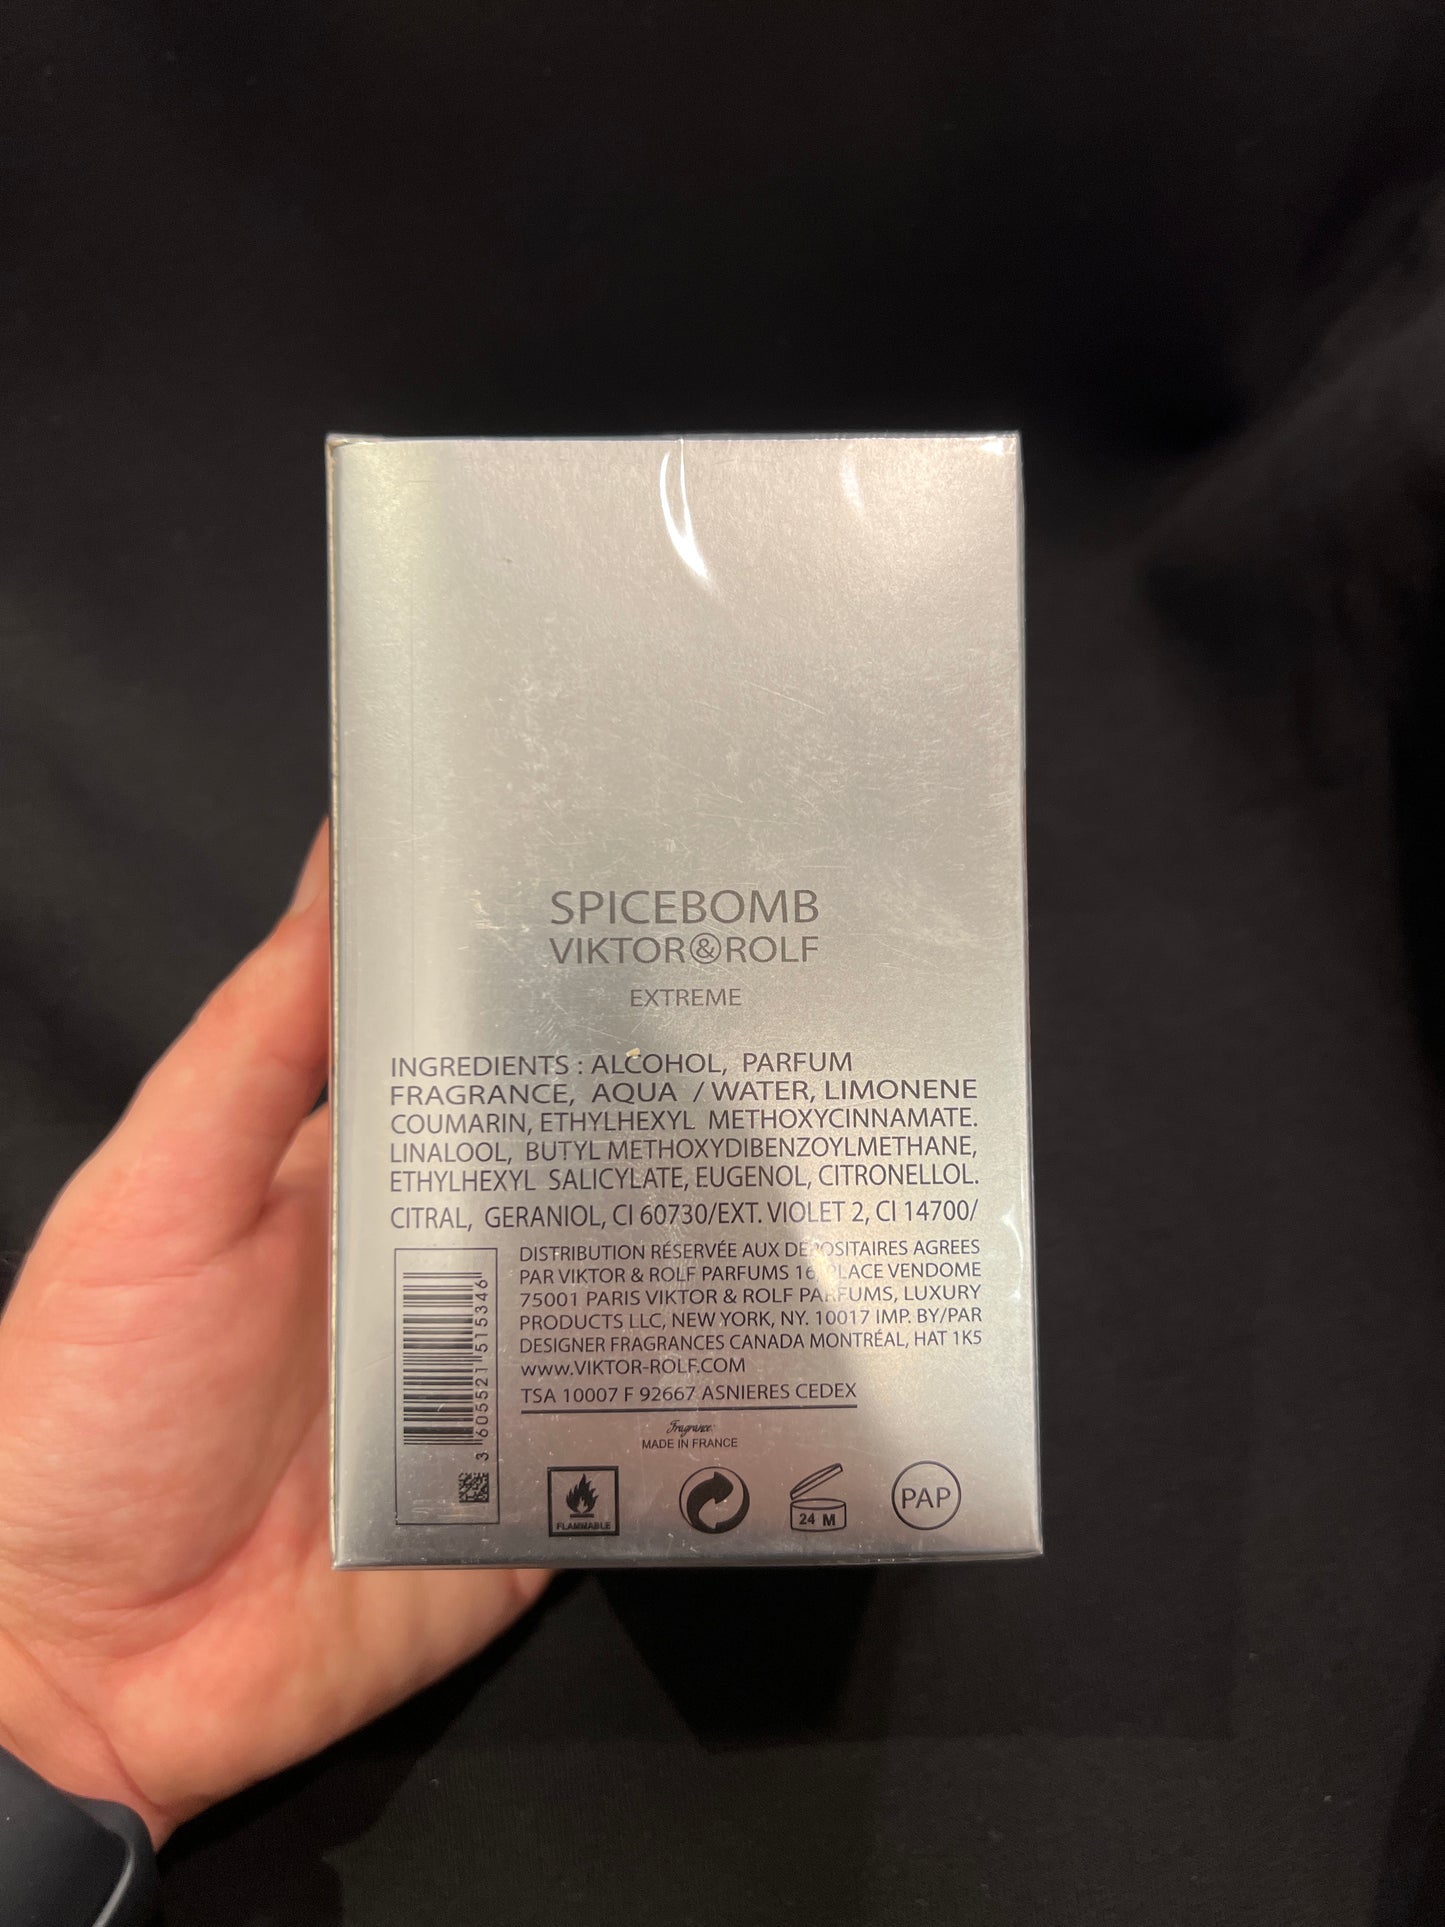 SPICEBOMB
VIKTOR&ROLF
EXTREME
INGREDIENTS : ALCOHOL, PARFUM
FRAGRANCE, AQUA / WATER, LIMONENE
COUMARIN, ETHYLHEXYL METHOXYCINNAMATE.
LINALOOL, BUTYL METHOXYDIBENZOYLMETHANE,
ETHYLHEXYL SALICYLATE, EUGENOL, CITRONELLOL.
CITRAL, GERANIOL, CI 60730/EXT. VIOLET 2, CI 14700/
DISTRIBUTION RÉSERVÉE AUX DEPOSITAIRES AGREES
PAR VIKTOR & ROLF PARFUMS 16, PLACE VENDOME
75001 PARIS VIKTOR & ROLF PARFUMS, LUXURY
PRODUCTS LLC, NEW YORK, NY. 10017 IMP. BY/PAR
DESIGNER FRAGRANCES CANADA MONTRÉAL, HAT 1K5
www.VIKTOR-ROLF.COM
TSA 10007 F 92667 ASNIERES CEDEX
3 605521 515346
Fragrance:
MADE IN FRANCE
FLAMMABLE
24 M
PAP